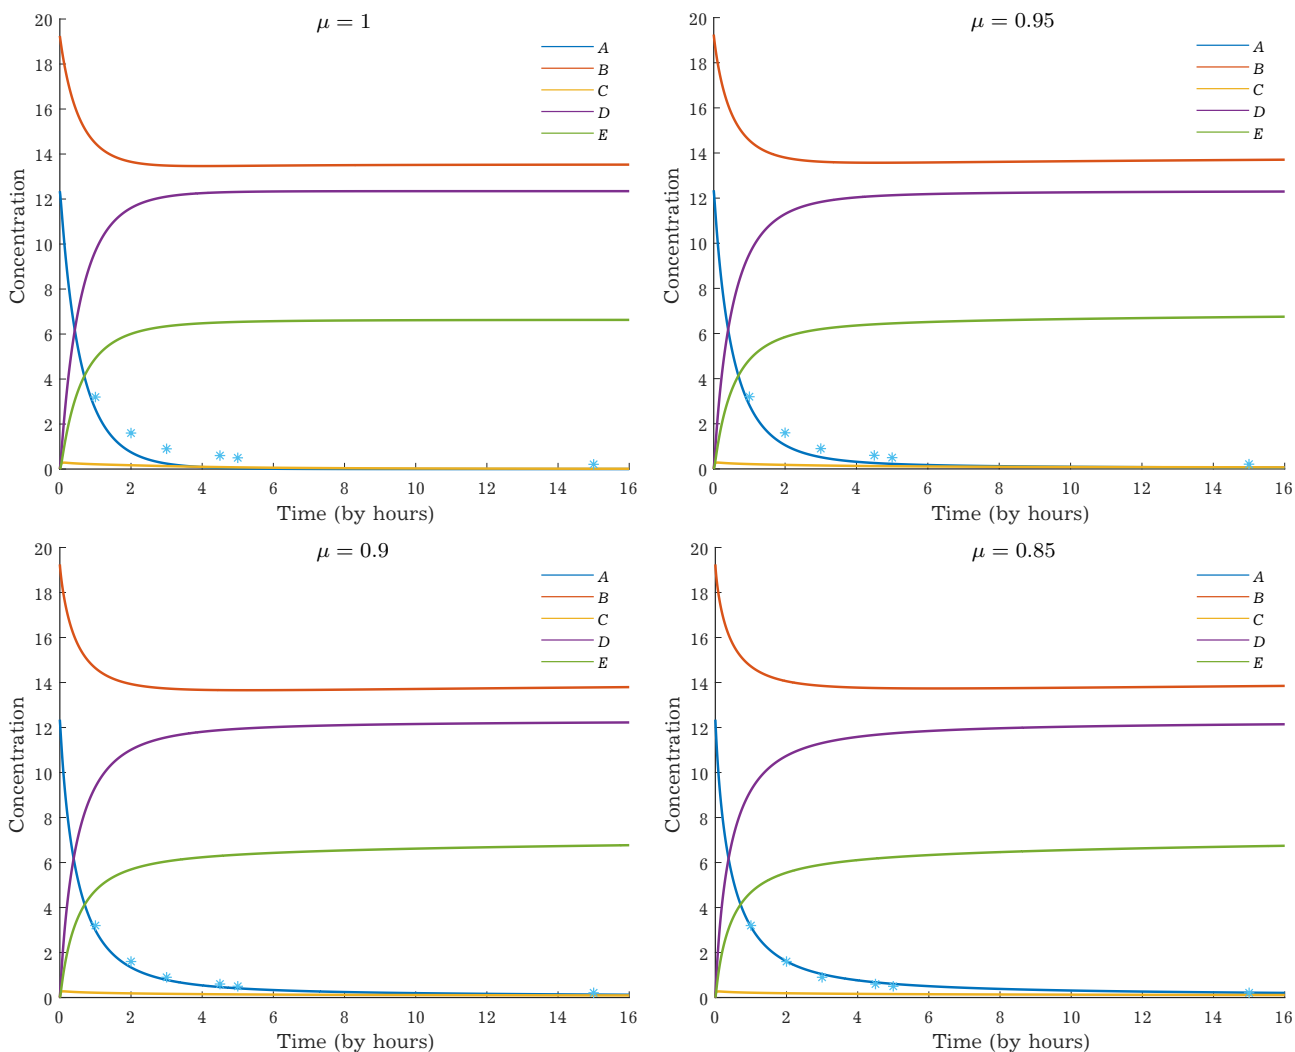 μ = 1
20
18
16
14
12
10
8
6
4
2
0
Concentration
A
B
C
D
E
0 2 4 6 8 10 12 14 16
Time (by hours)
μ = 0.95
20
18
16
14
12
10
8
6
4
2
0
Concentration
A
B
C
D
E
0 2 4 6 8 10 12 14 16
Time (by hours)
μ = 0.9
20
18
16
14
12
10
8
6
4
2
0
Concentration
A
B
C
D
E
0 2 4 6 8 10 12 14 16
Time (by hours)
μ = 0.85
20
18
16
14
12
10
8
6
4
2
0
Concentration
A
B
C
D
E
0 2 4 6 8 10 12 14 16
Time (by hours)